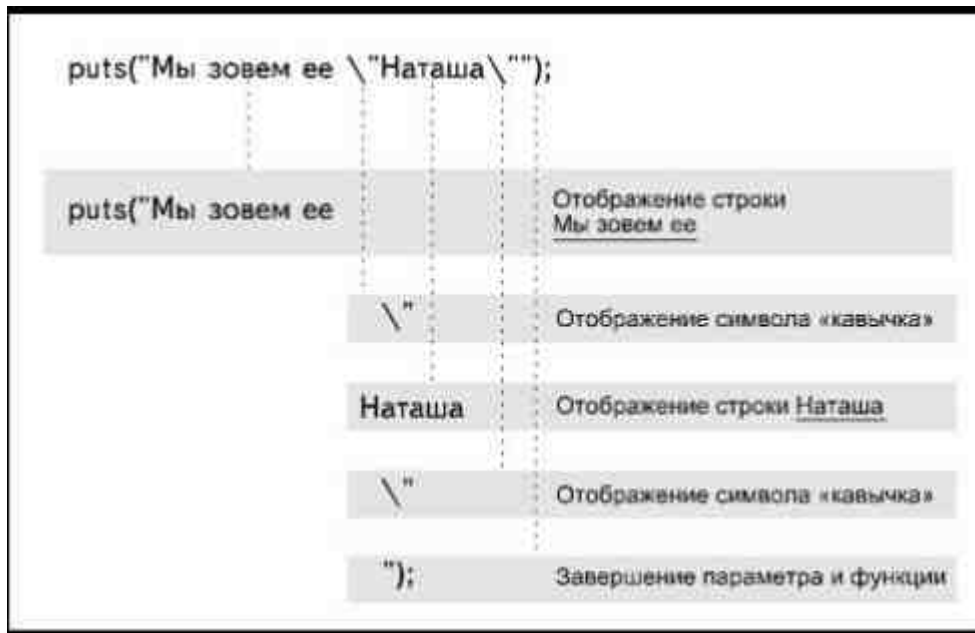 puts("Мы зовем ее \"Наташа\"");
puts("Мы зовем ее
Отображение строки
Мы зовем ее
\"
Отображение символа «кавычка»
Наташа
Отображение строки Наташа
\"
Отображение символа «кавычка»
");
Завершение параметра и функции